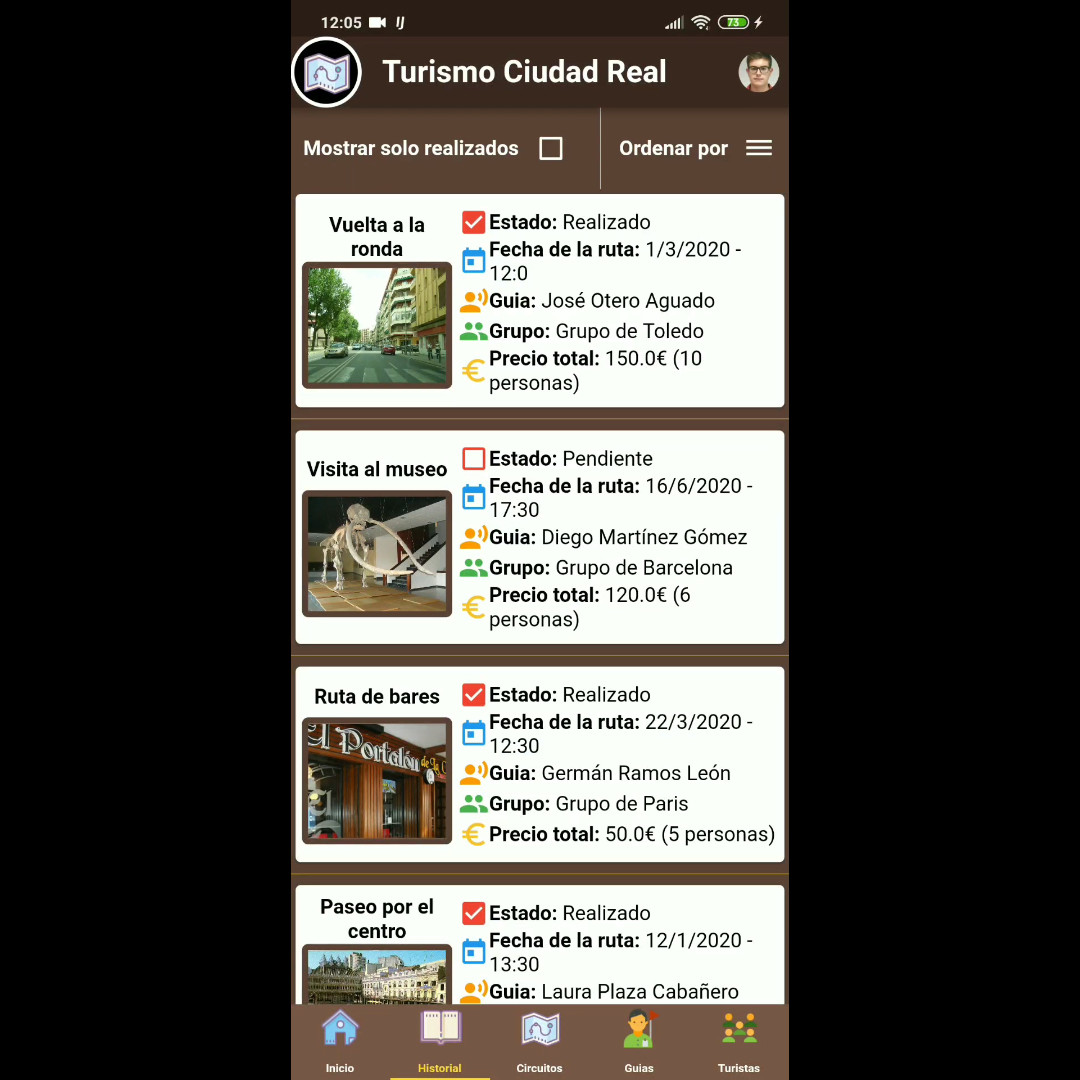 12:05
73
Turismo Ciudad Real
Mostrar solo realizados
Ordenar por
Vuelta a la
ronda
Estado: Realizado
Fecha de la ruta: 1/3/2020 -
12:0
Guia: José Otero Aguado
Grupo: Grupo de Toledo
Precio total: 150.0€ (10
personas)
Visita al museo
Estado: Pendiente
Fecha de la ruta: 16/6/2020 -
17:30
Guia: Diego Martínez Gómez
Grupo: Grupo de Barcelona
Precio total: 120.0€ (6
personas)
Ruta de bares
El Portalón
Estado: Realizado
Fecha de la ruta: 22/3/2020 -
12:30
Guia: Germán Ramos León
Grupo: Grupo de Paris
Precio total: 50.0€ (5 personas)
Paseo por el
centro
Estado: Realizado
Fecha de la ruta: 12/1/2020 -
13:30
Guia: Laura Plaza Cabañero
Inicio
Historial
Circuitos
Guias
Turistas